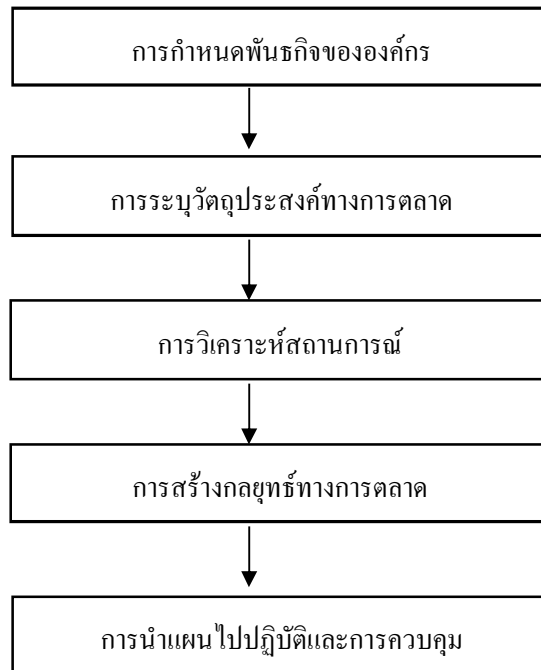 การกำหนดพันธกิจขององค์กร
การระบุวัตถุประสงค์ทางการตลาด
การวิเคราะห์สถานการณ์
การสร้างกลยุทธ์ทางการตลาด
การนำแผนไปปฏิบัติและการควบคุม